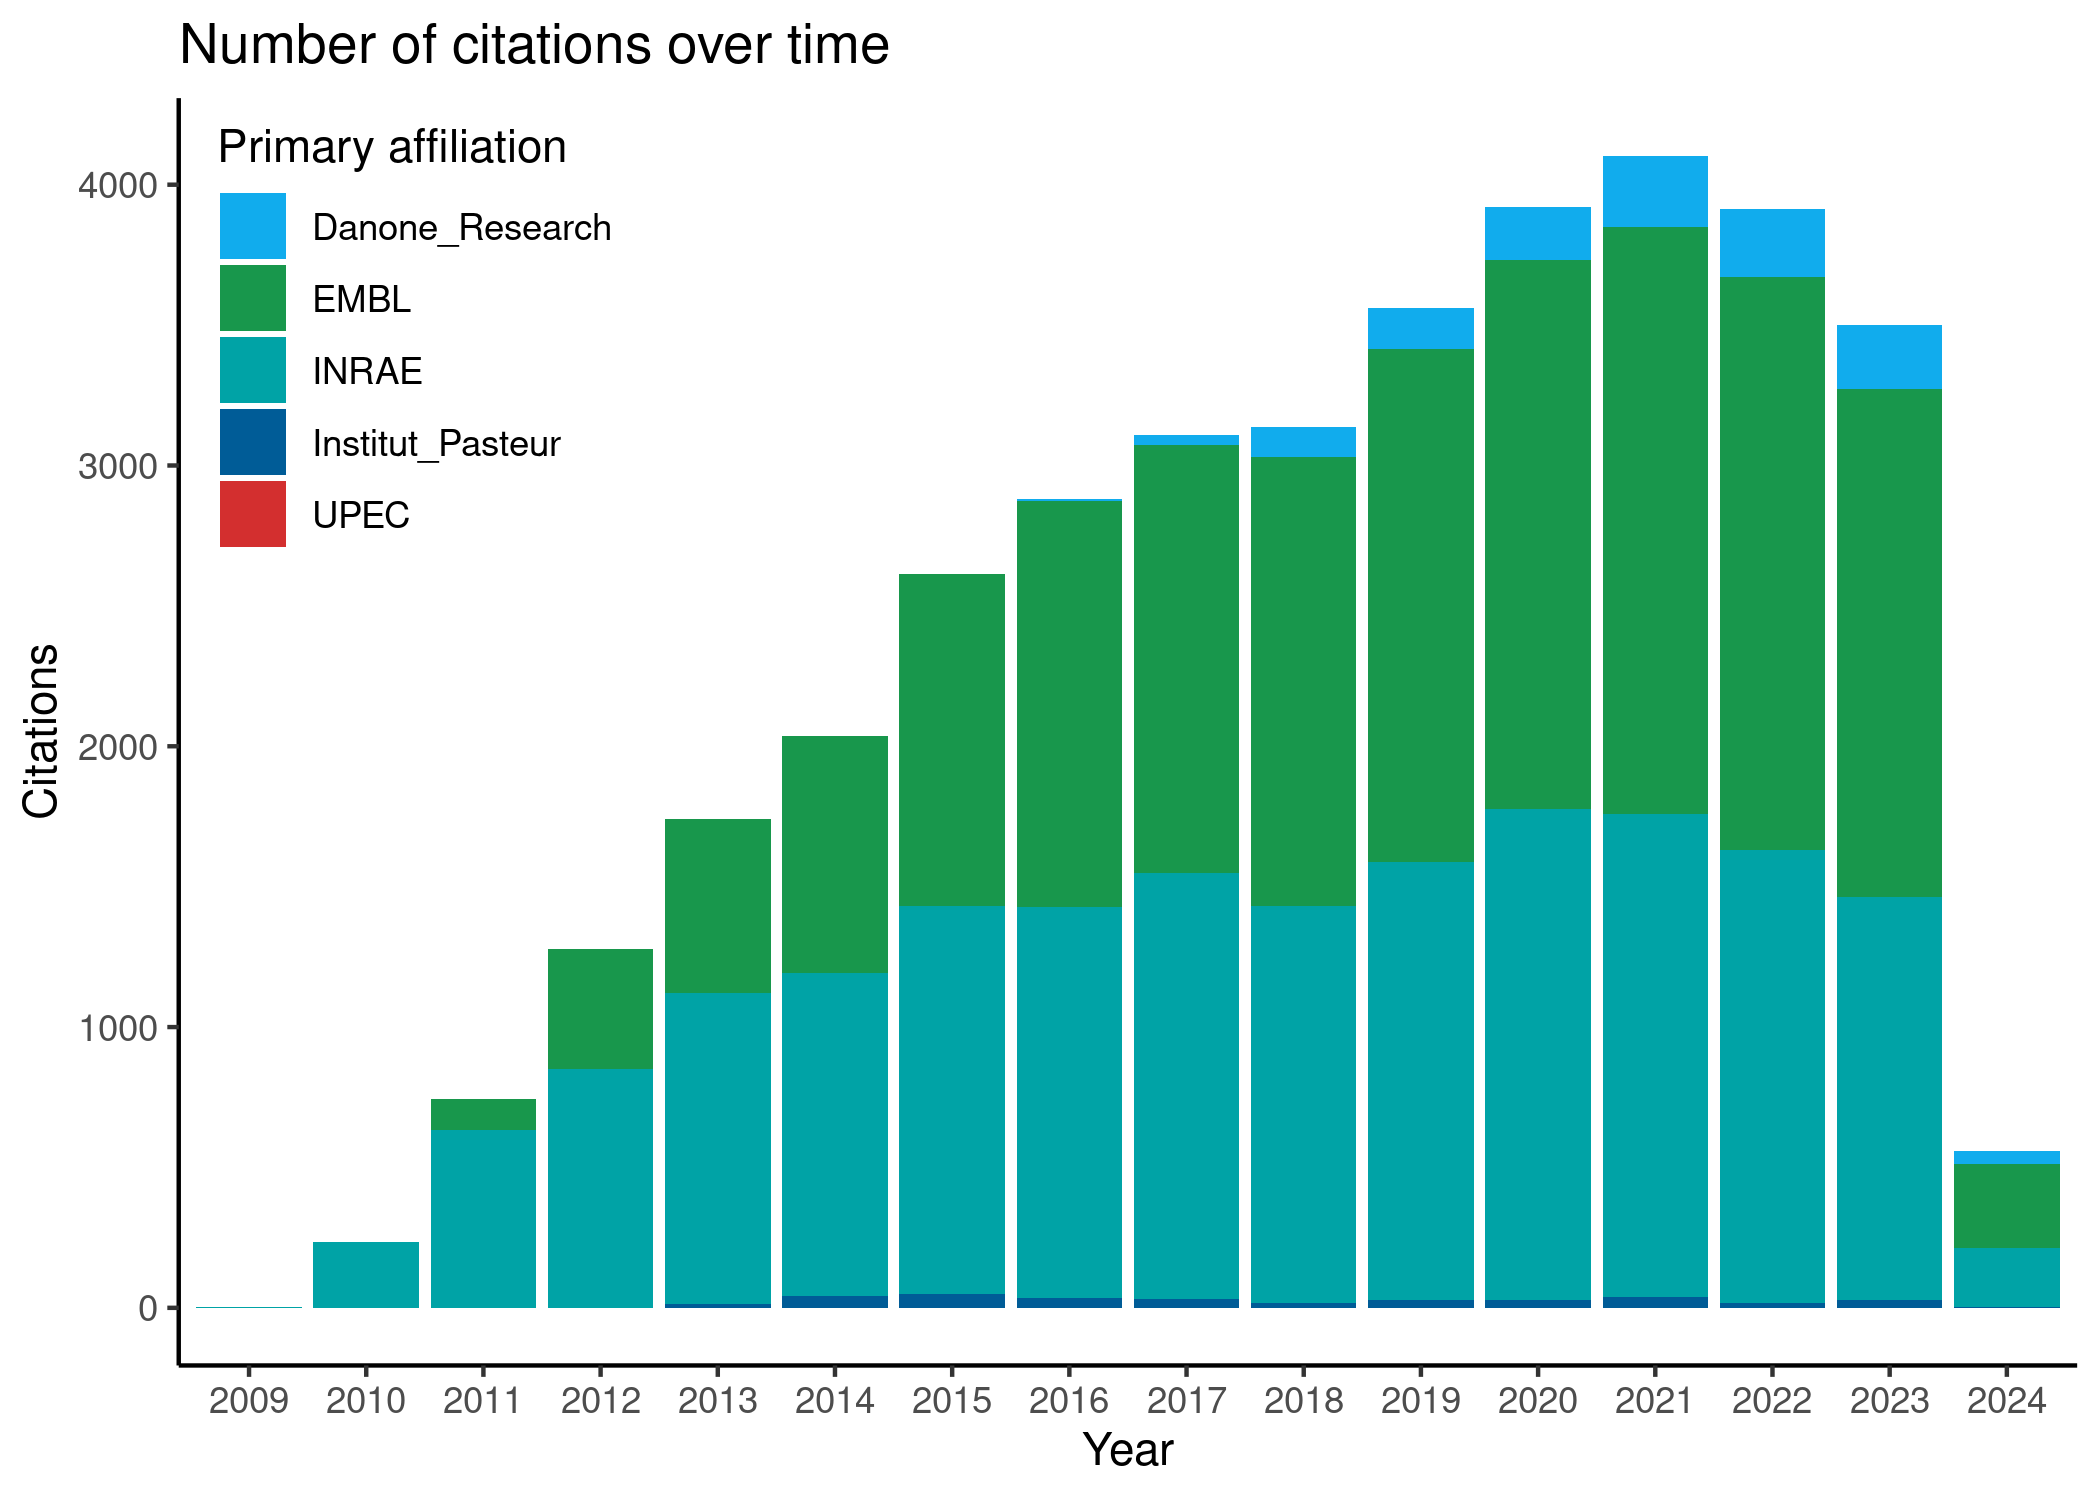 Number of citations over time
Primary affiliation
Danone_Research
EMBL
INRAE
Institut_Pasteur
UPEC
Citations
4000
3000
2000
1000
0
2009 2010 2011 2012 2013 2014 2015 2016 2017 2018 2019 2020 2021 2022 2023 2024
Year